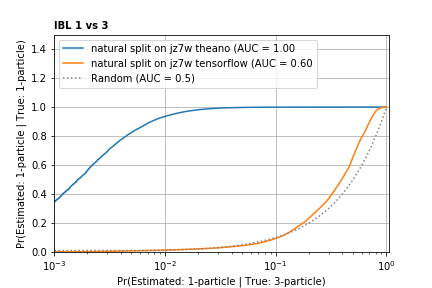 IBL 1 vs 3
natural split on jz7w theano (AUC = 1.00
natural split on jz7w tensorflow (AUC = 0.60
Random (AUC = 0.5)
Pr(Estimated: 1-particle | True: 1-particle)
1.4
1.2
1.0
0.8
0.6
0.4
0.2
0.0
10⁻³ 10⁻² 10⁻¹ 10⁰
Pr(Estimated: 1-particle | True: 3-particle)